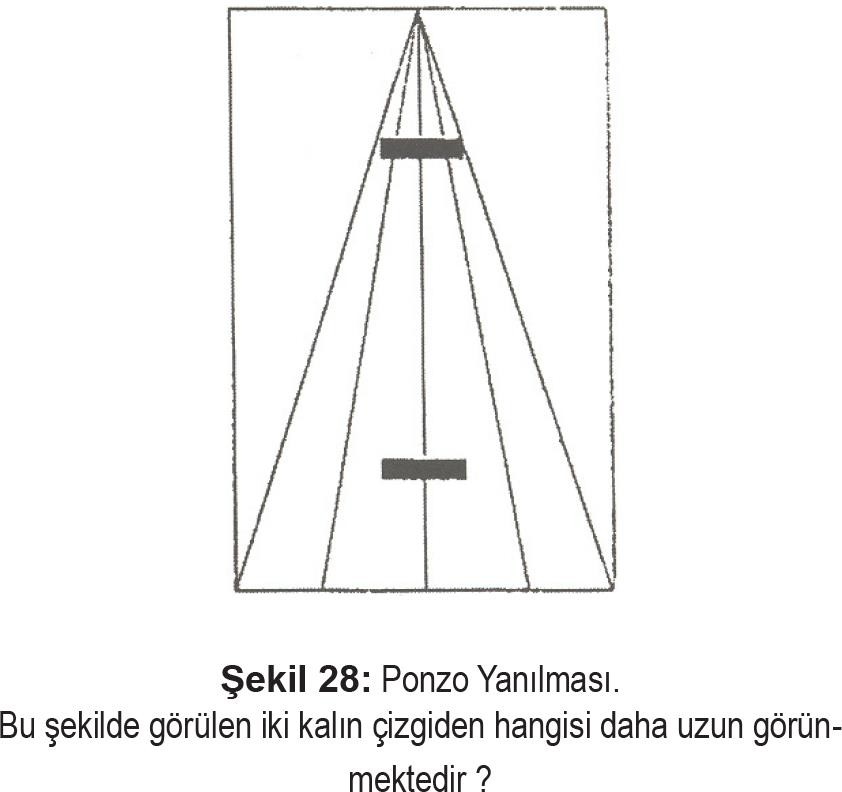 Şekil 28: Ponzo Yanılması.
Bu şekilde görülen iki kalın çizgiden hangisi daha uzun görün-
mektedir ?